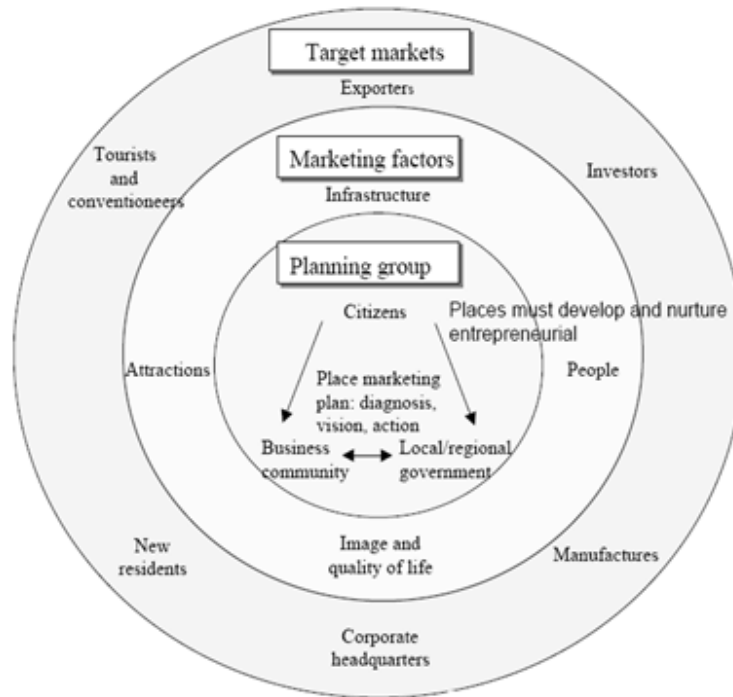 Target markets
Exporters
Tourists
and
conventioneers
Investors
Marketing factors
Infrastructure
Planning group
Citizens
Places must develop and nurture
entrepreneurial
Attractions
People
Place marketing
plan: diagnosis,
vision, action
Business
community
Local/regional
government
New
residents
Image and
quality of life
Manufactures
Corporate
headquarters